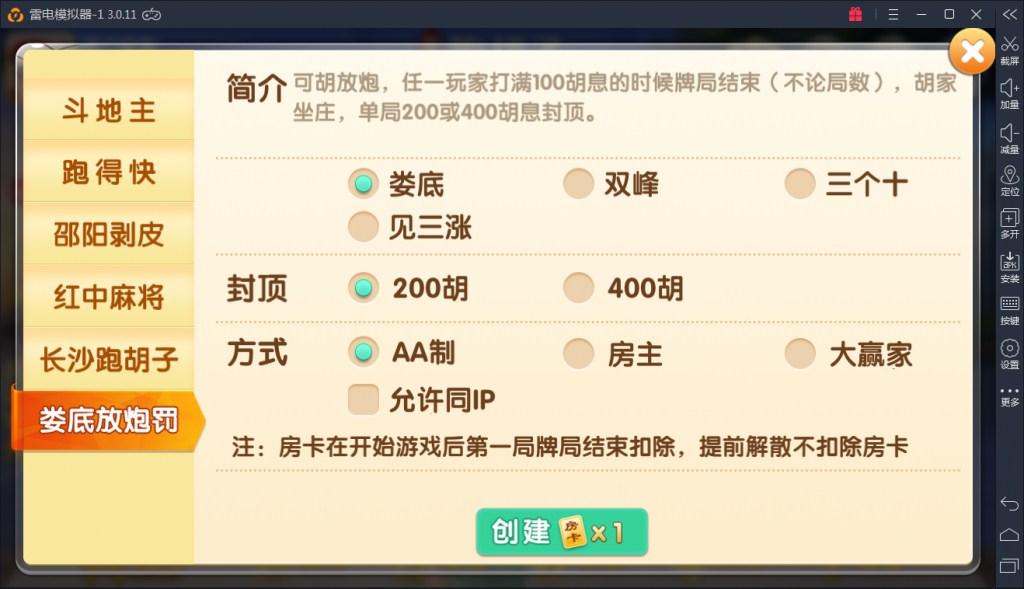 雷电模拟器-1 3.0.11
斗地主
跑得快
邵阳剥皮
红中麻将
长沙跑胡子
娄底放炮罚
简介 可胡放炮，任一玩家打满100胡息的时候牌局结束（不论局数），胡家
坐庄，单局200或400胡息封顶。
娄底 双峰 三个十
见三涨
封顶 200胡 400胡
方式 AA制 房主 大赢家
允许同IP
注：房卡在开始游戏后第一局牌局结束扣除，提前解散不扣除房卡
创建 房卡 x1
截屏
加量
减量
定位
多开
APK
安装
按键
设置
更多